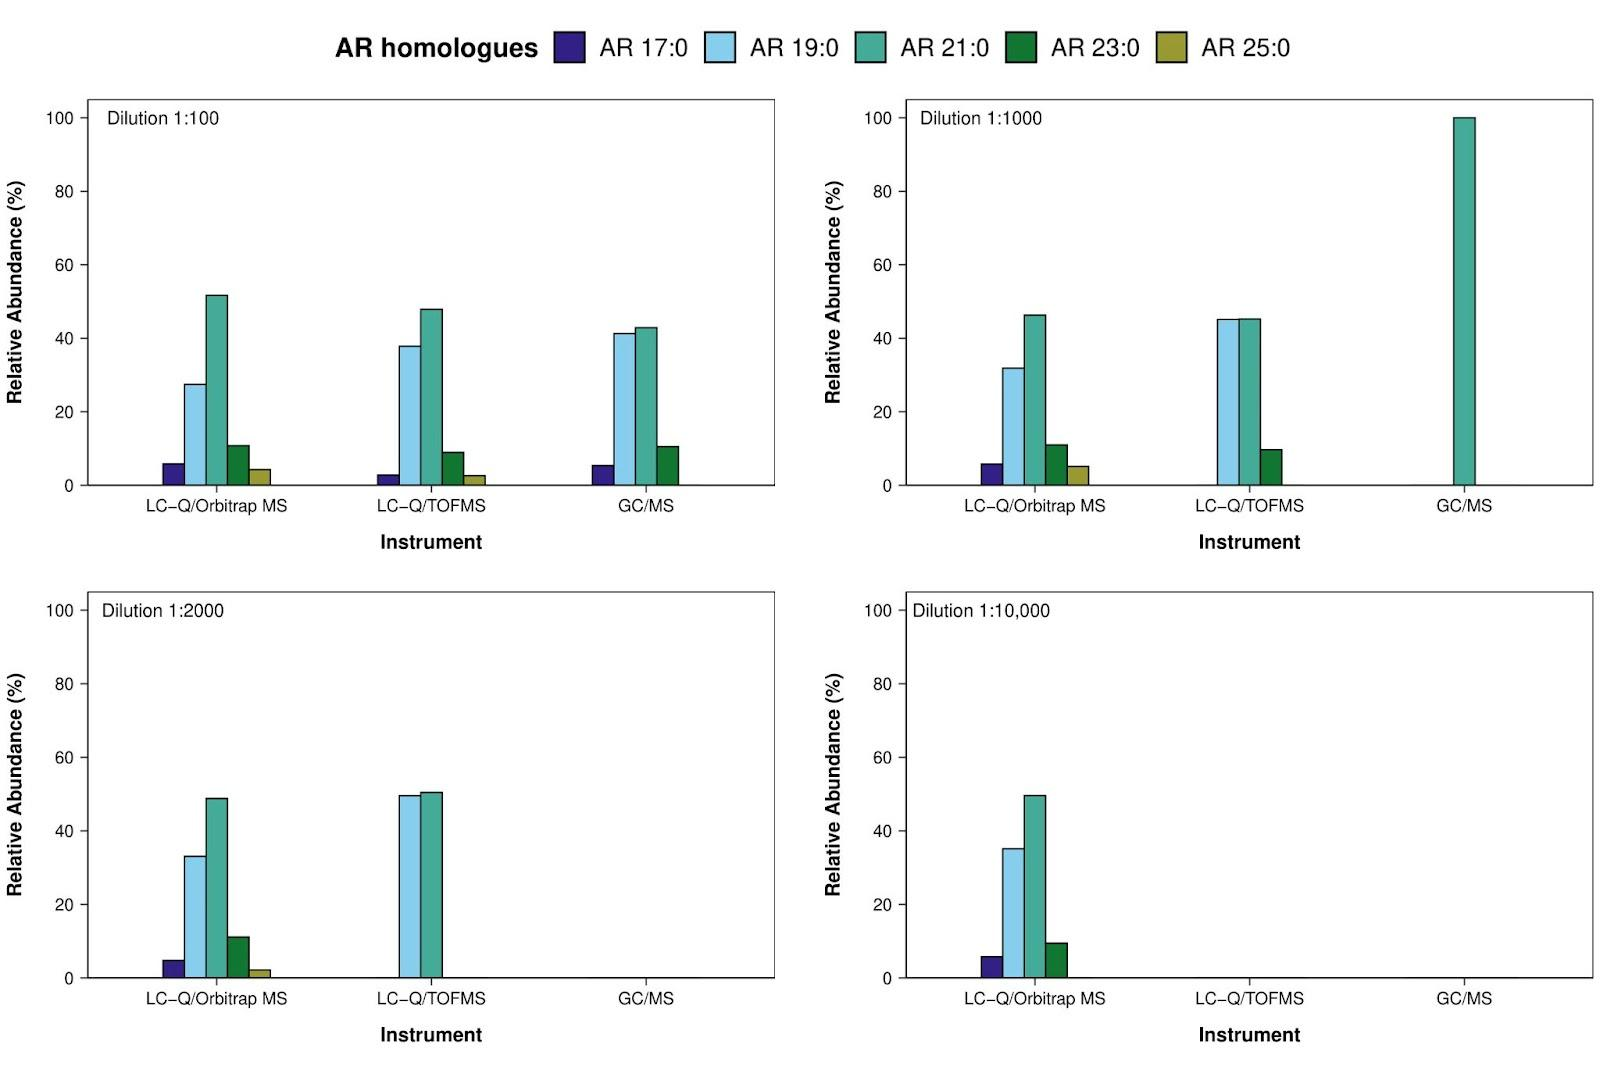 AR homologues AR 17:0 AR 19:0 AR 21:0 AR 23:0 AR 25:0
Dilution 1:100
Relative Abundance (%)
100
80
60
40
20
0
LC−Q/Orbitrap MS LC−Q/TOFMS GC/MS
Instrument
Dilution 1:1000
Relative Abundance (%)
100
80
60
40
20
0
LC−Q/Orbitrap MS LC−Q/TOFMS GC/MS
Instrument
Dilution 1:2000
Relative Abundance (%)
100
80
60
40
20
0
LC−Q/Orbitrap MS LC−Q/TOFMS GC/MS
Instrument
Dilution 1:10,000
Relative Abundance (%)
100
80
60
40
20
0
LC−Q/Orbitrap MS LC−Q/TOFMS GC/MS
Instrument